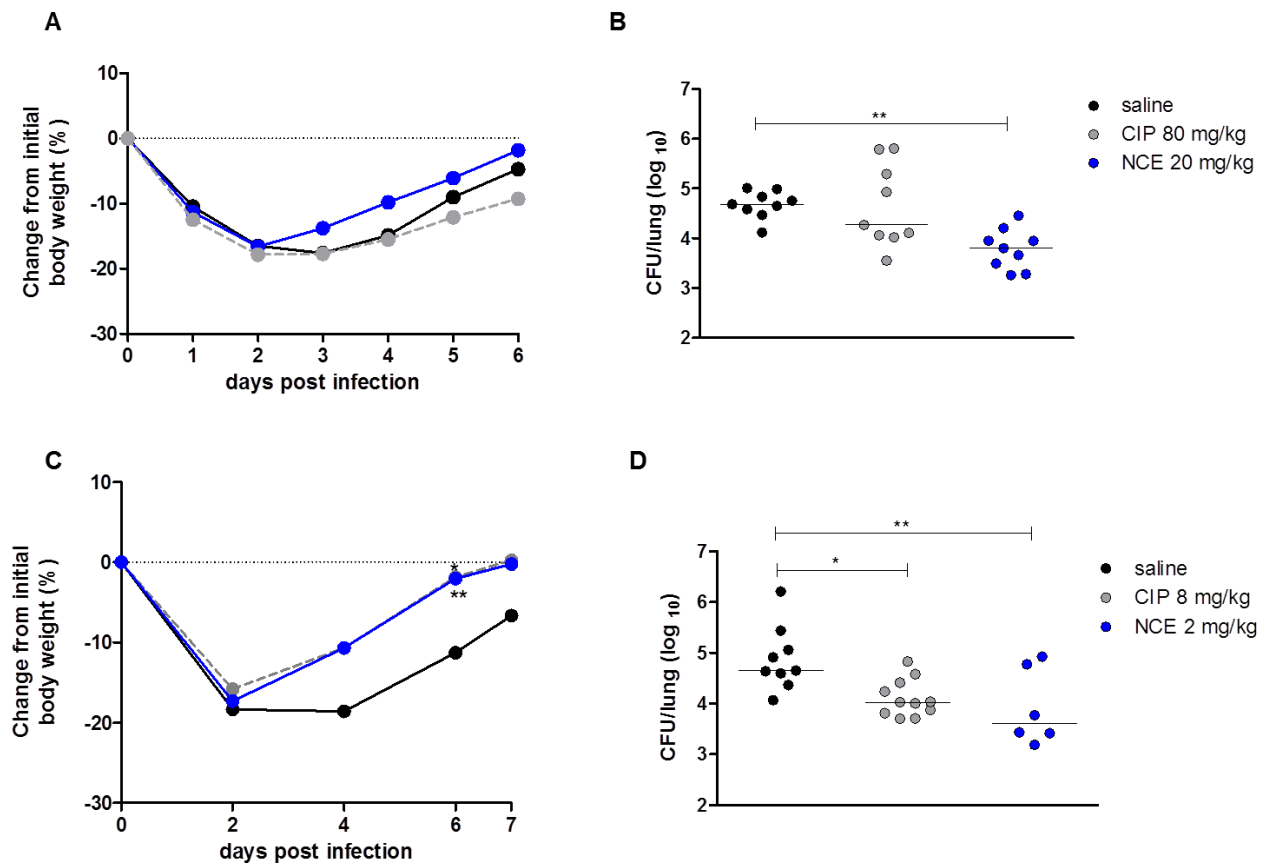 A
B
10
0
-10
-20
-30
Change from initial
body weight (% )
0 1 2 3 4 5 6
days post infection
7
6
5
4
3
2
CFU/lung (log 10)
**
saline
CIP 80 mg/kg
NCE 20 mg/kg
C
D
10
0
-10
-20
-30
Change from initial
body weight (% )
*
**
0 2 4 6 7
days post infection
7
6
5
4
3
2
CFU/lung (log 10)
**
*
saline
CIP 8 mg/kg
NCE 2 mg/kg